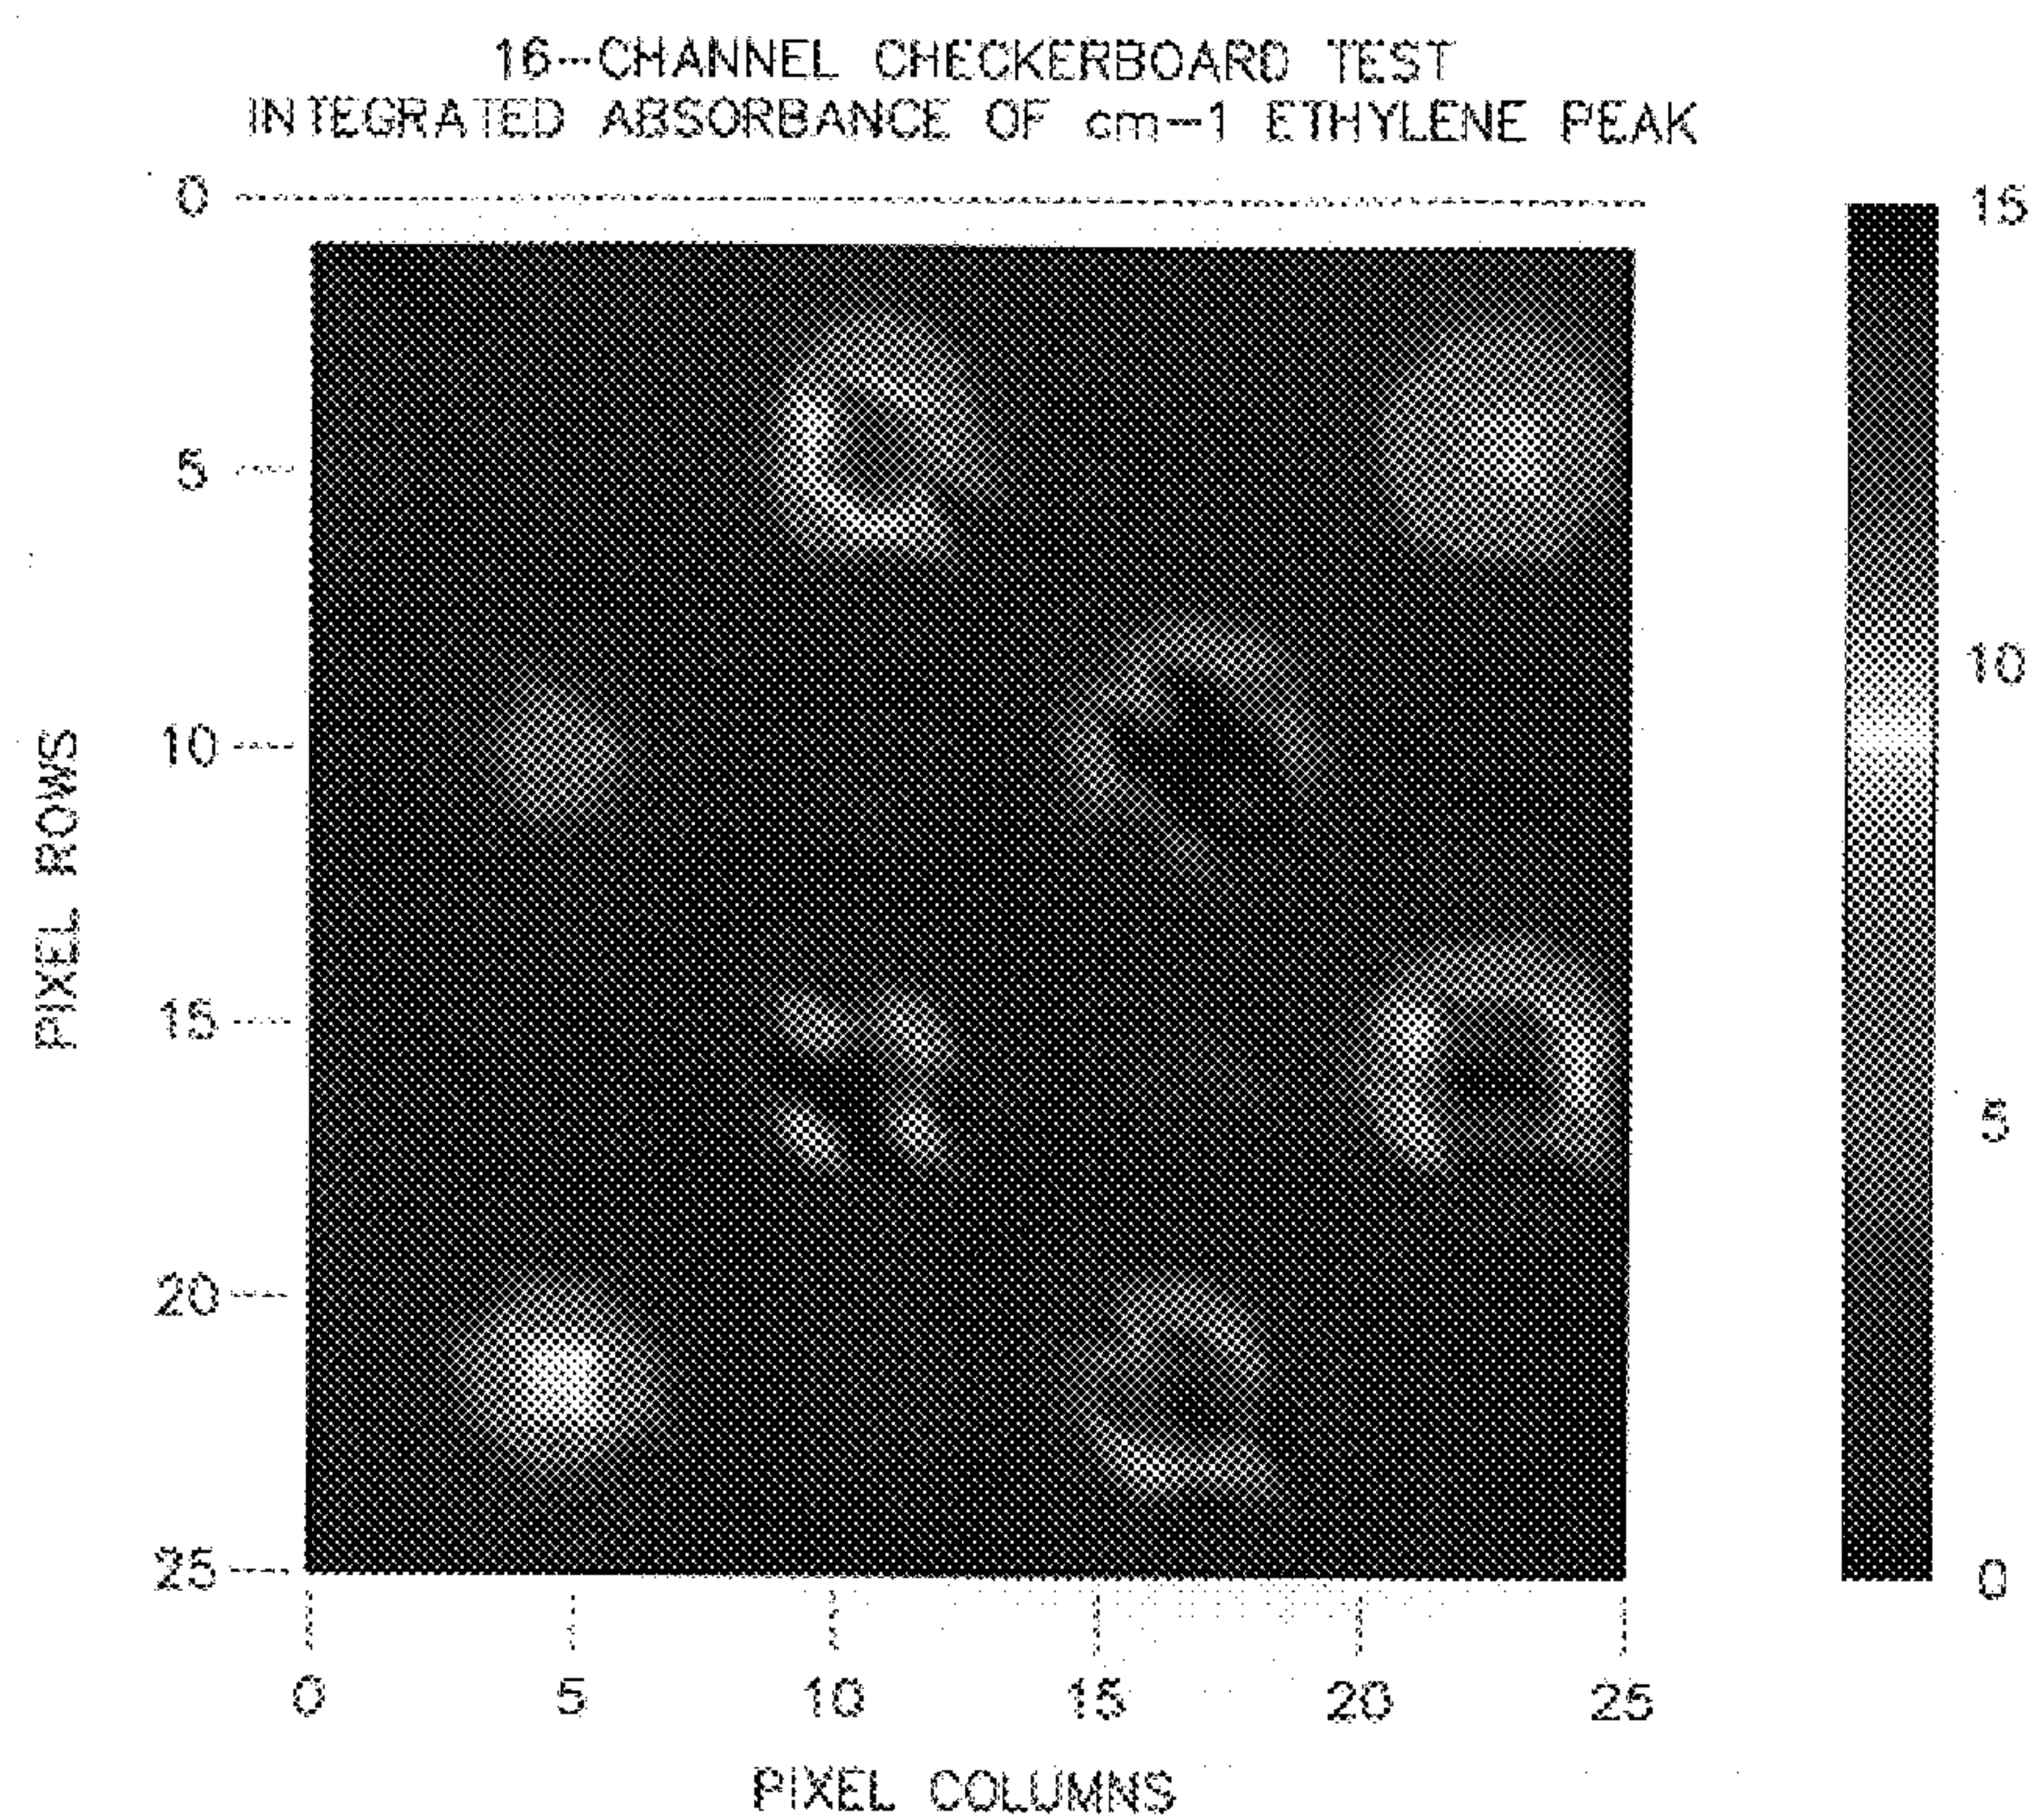 16-CHANNEL CHECKERBOARD TEST
INTEGRATED ABSORBANCE OF cm-1 ETHYLENE PEAK
0
5
10
15
20
25
PIXEL ROWS
0 5 10 15 20 25
PIXEL COLUMNS
15
10
5
0